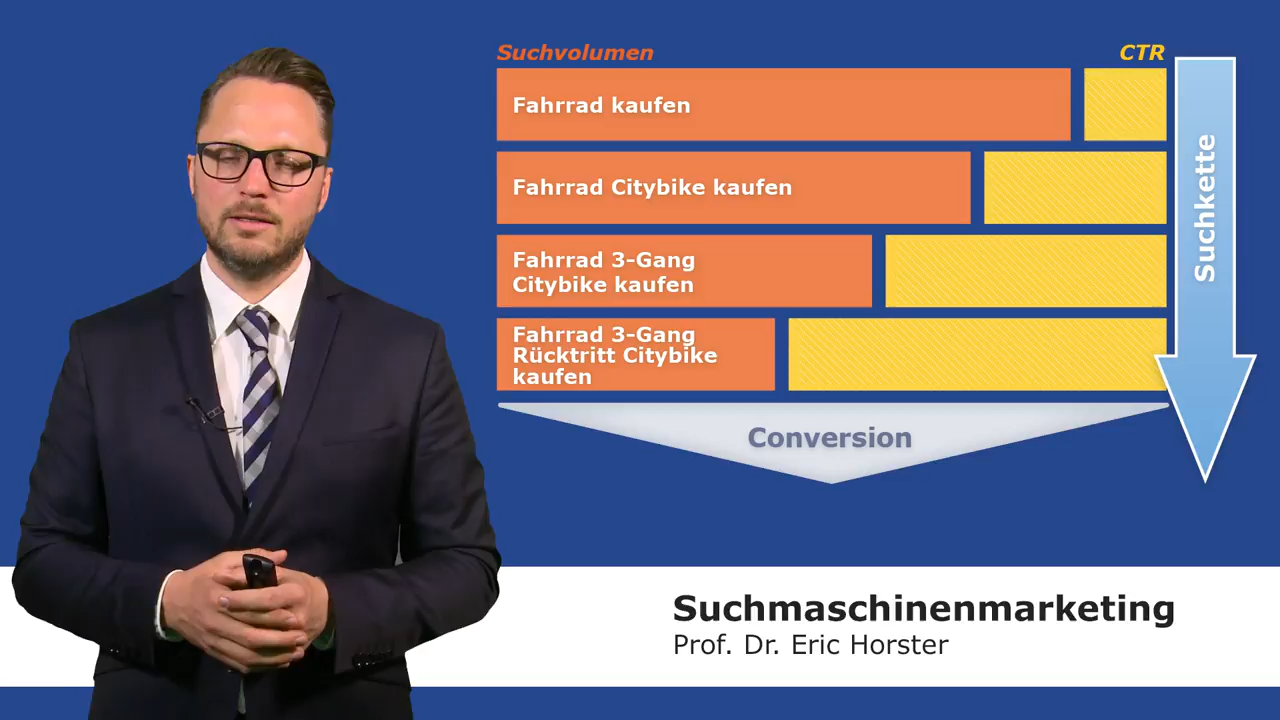 Suchvolumen
CTR
Fahrrad kaufen
Fahrrad Citybike kaufen
Fahrrad 3-Gang
Citybike kaufen
Fahrrad 3-Gang
Rücktritt Citybike
kaufen
Suchkette
Conversion
Suchmaschinenmarketing
Prof. Dr. Eric Horster